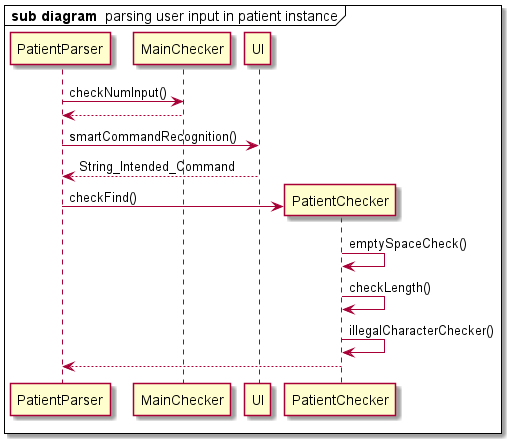 sub diagram parsing user input in patient instance
PatientParser MainChecker UI
checkNumInput()
smartCommandRecognition()
String_Intended_Command
checkFind()
PatientChecker
emptySpaceCheck()
checkLength()
illegalCharacterChecker()
PatientParser MainChecker UI PatientChecker